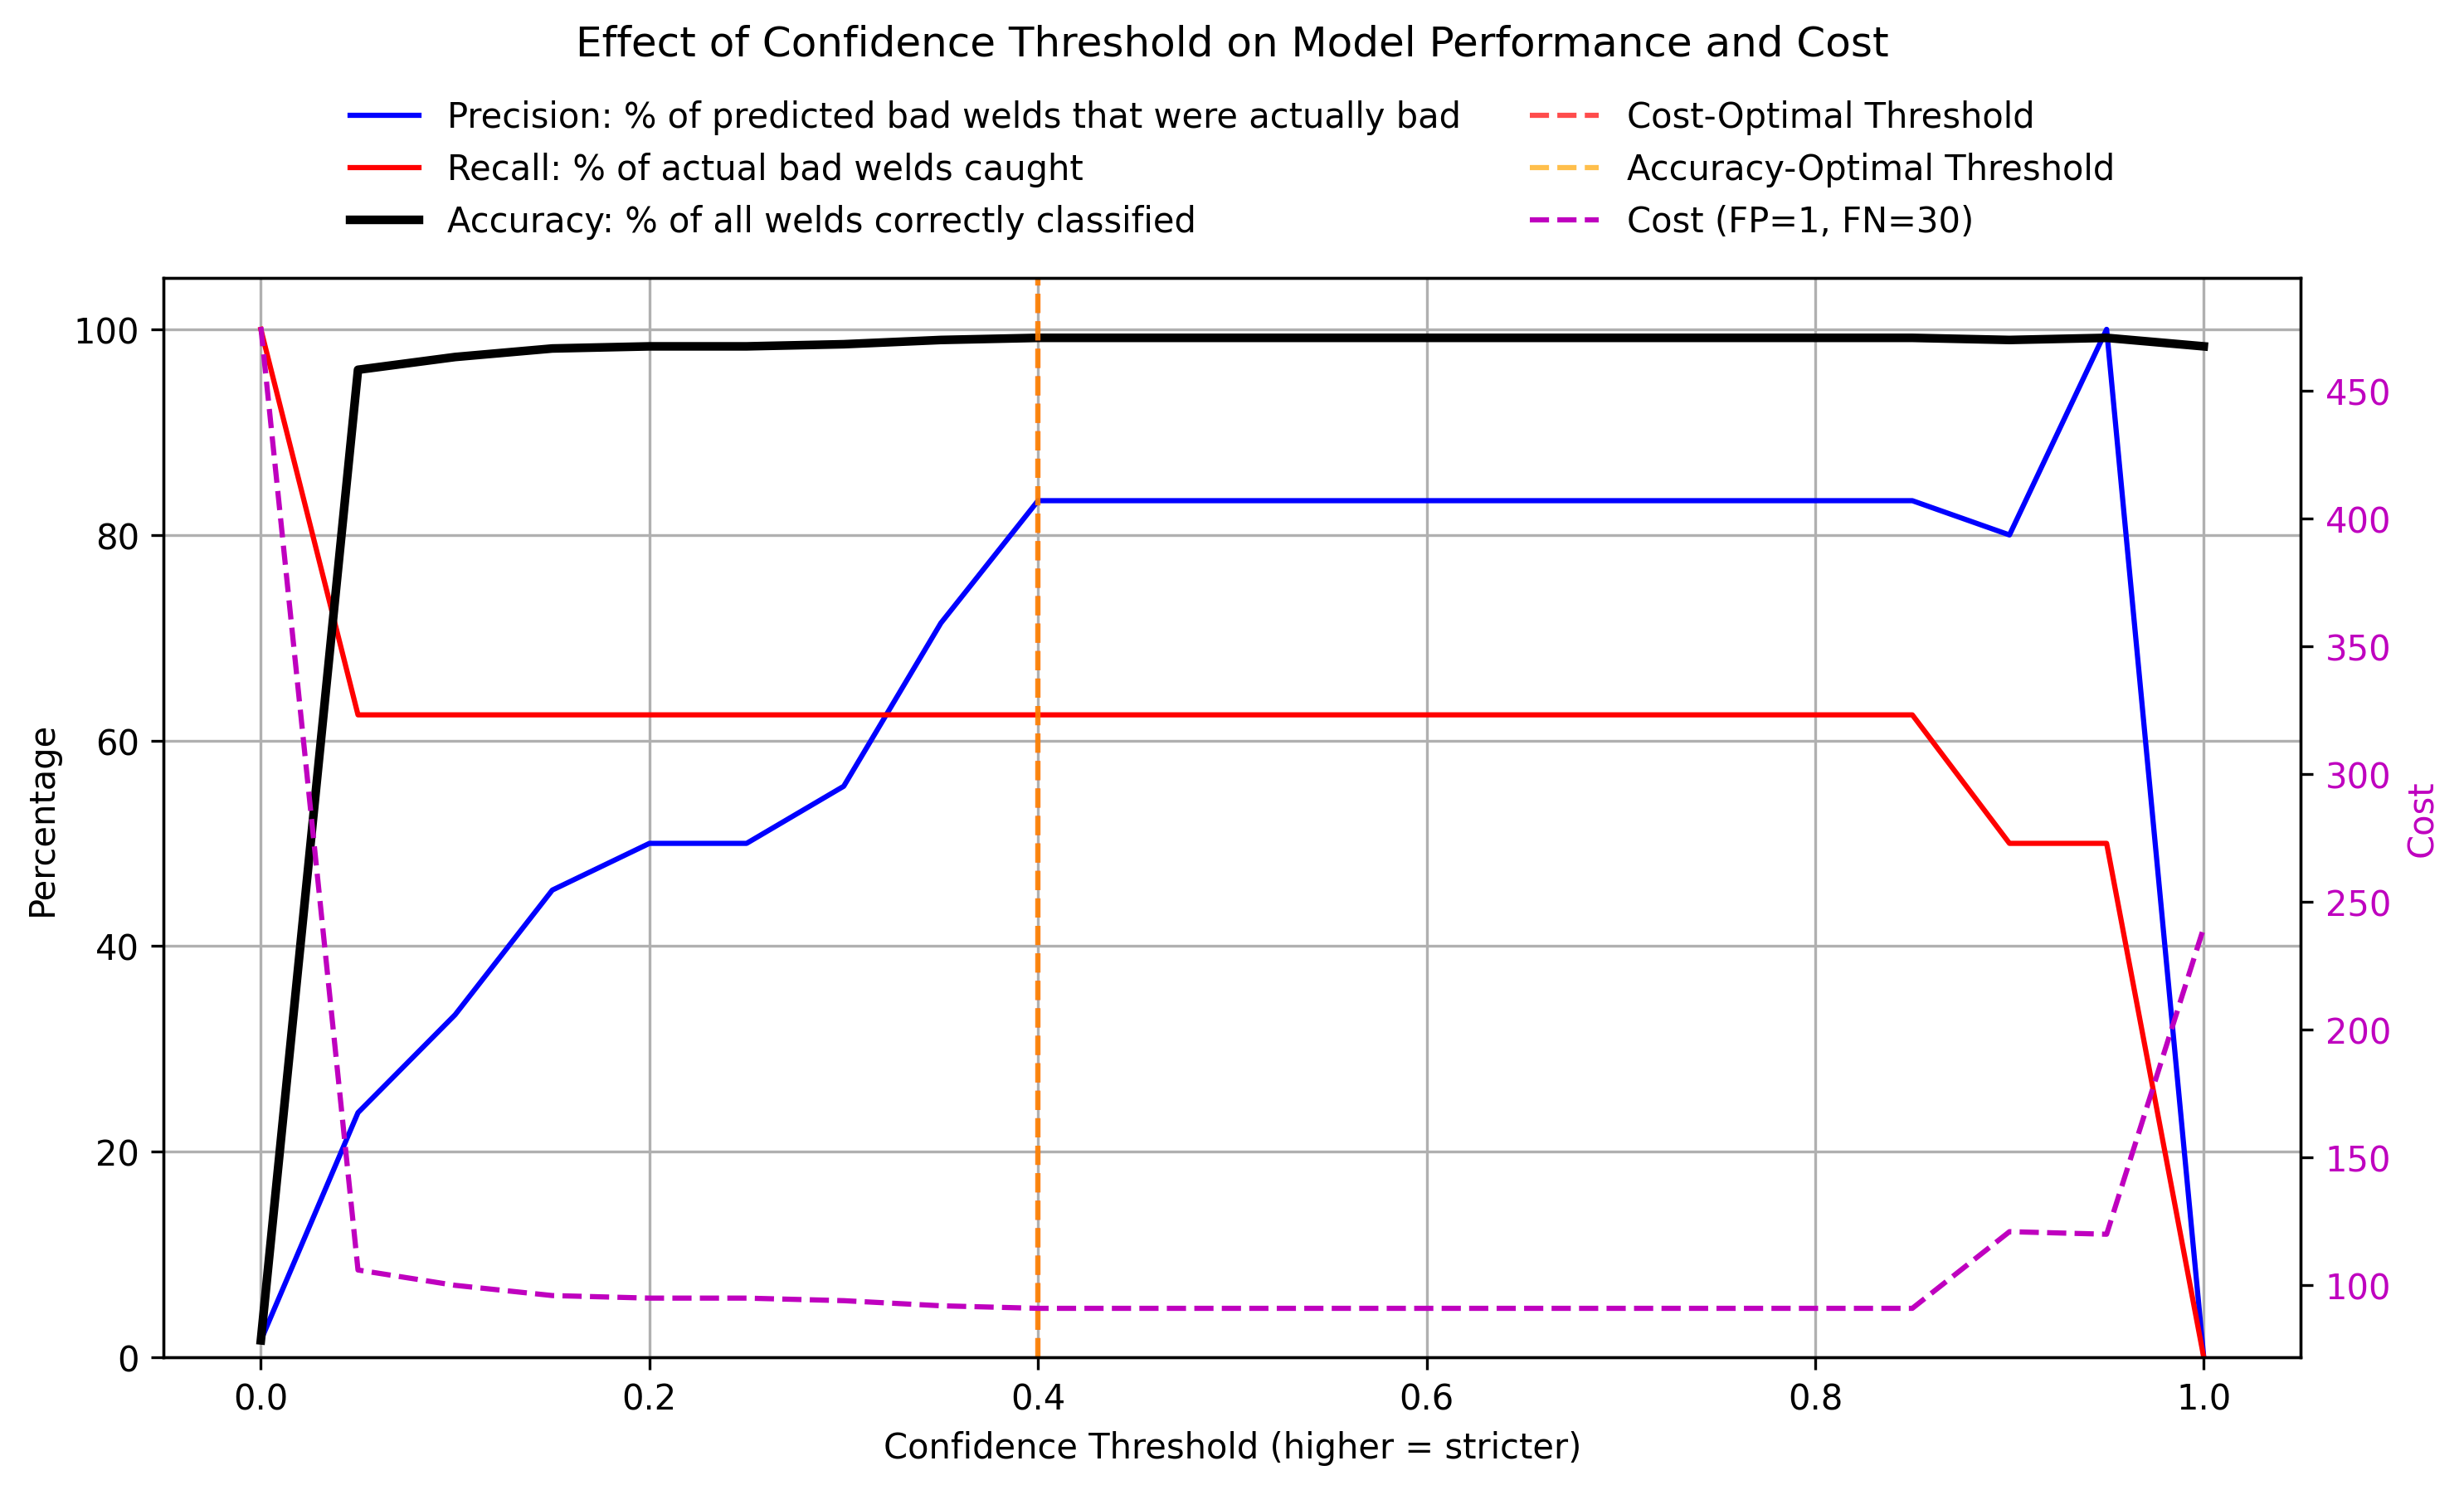 Effect of Confidence Threshold on Model Performance and Cost
Precision: % of predicted bad welds that were actually bad
Recall: % of actual bad welds caught
Accuracy: % of all welds correctly classified
Cost-Optimal Threshold
Accuracy-Optimal Threshold
Cost (FP=1, FN=30)
Percentage
100
80
60
40
20
0
0.0
0.2
0.4
0.6
0.8
1.0
Confidence Threshold (higher = stricter)
450
400
350
300
250
200
150
100
Cost